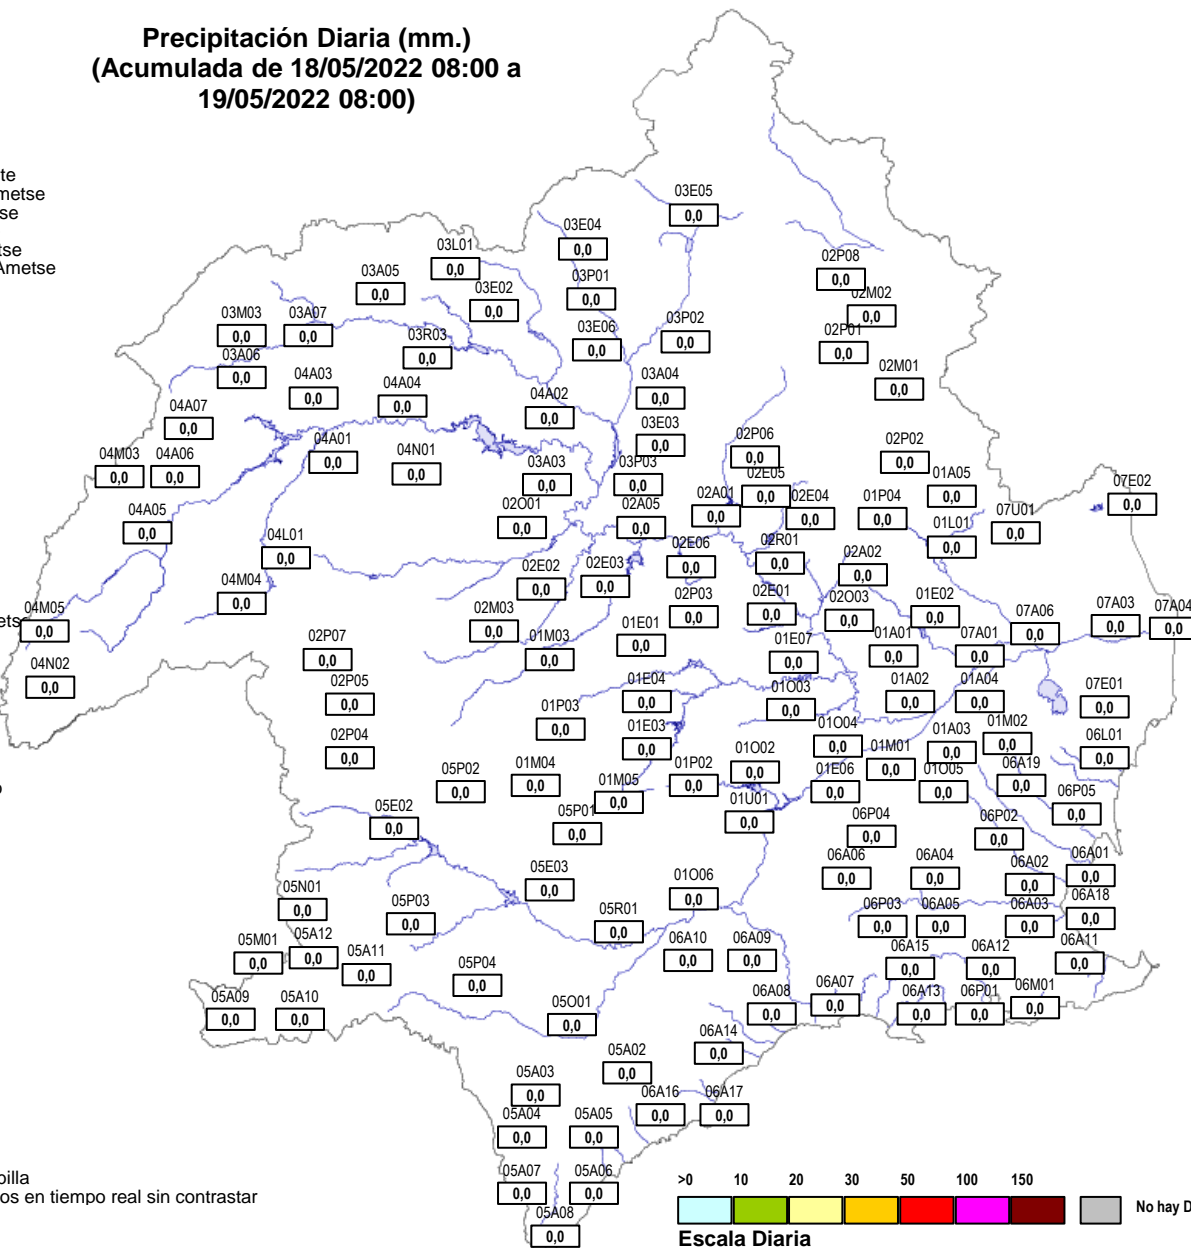 Precipitación Diaria (mm.)
(Acumulada de 18/05/2022 08:00 a
19/05/2022 08:00)
te
metse
se
tse
Ametse
03E05
0,0
03E04
0,0
03L01
0,0
02P08
0,0
03A05
0,0
03P01
0,0
03E02
0,0
02M02
0,0
03M03
0,0
03A07
0,0
03P02
0,0
03E06
0,0
02P01
0,0
03R03
0,0
03A06
0,0
04A03
0,0
04A04
0,0
03A04
0,0
02M01
0,0
04A02
0,0
04A07
0,0
03E03
0,0
04A01
0,0
02P06
0,0
02P02
0,0
04M03
0,0
04A06
0,0
04N01
0,0
03A03
0,0
03P03
0,0
02E05
0,0
01A05
0,0
07E02
0,0
02A01
0,0
02E04
0,0
01P04
0,0
04A05
0,0
02O01
0,0
02A05
0,0
07U01
0,0
04L01
0,0
01L01
0,0
02E06
0,0
02R01
0,0
02A02
0,0
02E02
0,0
02E03
0,0
04M04
0,0
02P03
0,0
02E01
0,0
02O03
0,0
01E02
0,0
07A03
0,0
07A04
0,0
04M05
0,0
ets
02M03
0,0
07A06
0,0
01E01
0,0
02P07
0,0
01M03
0,0
01E07
0,0
01A01
0,0
07A01
0,0
04N02
0,0
02P05
0,0
01E04
0,0
01O03
0,0
01A02
0,0
01A04
0,0
07E01
0,0
01P03
0,0
01E03
0,0
01O04
0,0
01M02
0,0
02P04
0,0
01A03
0,0
06L01
0,0
01O02
0,0
01M01
0,0
05P02
0,0
01M04
0,0
01P02
0,0
01E06
0,0
01O05
0,0
06A19
0,0
01M05
0,0
06P05
0,0
05E02
0,0
05P01
0,0
01U01
0,0
06P04
0,0
06P02
0,0
06A06
0,0
06A04
0,0
06A02
0,0
06A01
0,0
05E03
0,0
01O06
0,0
05N01
0,0
05P03
0,0
06P03
0,0
06A05
0,0
06A03
0,0
06A18
0,0
05R01
0,0
05M01
0,0
05A12
0,0
05A11
0,0
06A10
0,0
06A09
0,0
06A15
0,0
06A12
0,0
06A11
0,0
05P04
0,0
05A09
0,0
05A10
0,0
05O01
0,0
06A08
0,0
06A07
0,0
06A13
0,0
06P01
0,0
06M01
0,0
06A14
0,0
05A02
0,0
05A03
0,0
06A16
0,0
06A17
0,0
05A04
0,0
05A05
0,0
05A07
0,0
05A06
0,0
05A08
0,0
pilla
os en tiempo real sin contrastar
>0 10 20 30 50 100 150
No hay D
Escala Diaria